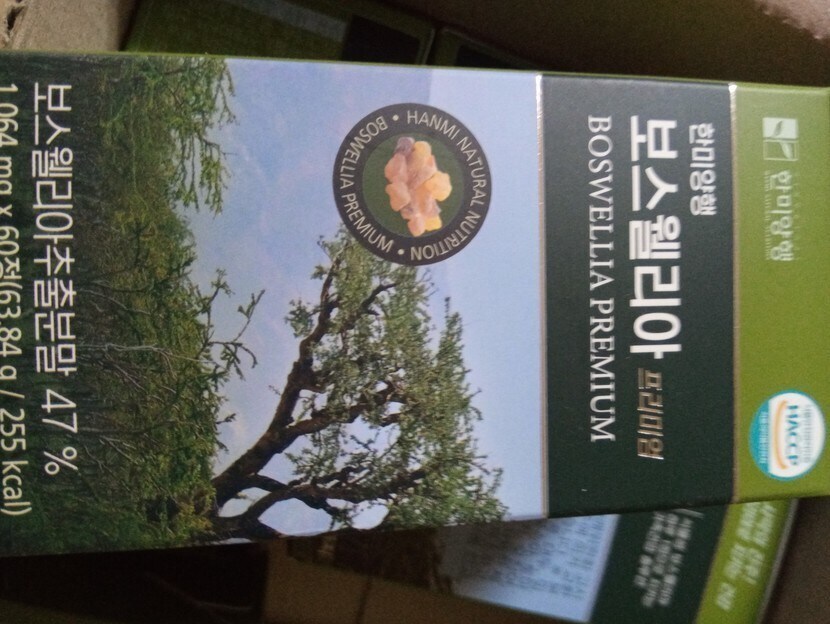 한미양행
한미양행
보스웰리아 프리미엄
BOSWELLIA PREMIUM
HACCP
HANMI NATURAL NUTRITION • BOSWELLIA PREMIUM •
보스웰리아추출분말 47 %
1,064 mg x 60정(63.84 g / 255 kcal)